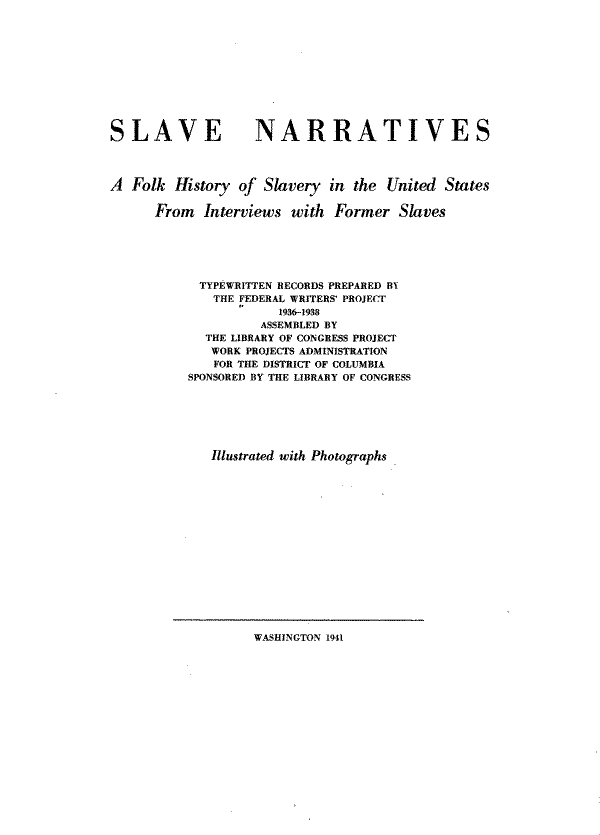 SLAVE NARRATIVES
A Folk History of Slavery in the United States
From Interviews with Former Slaves
TYPEWRITTEN RECORDS PREPARED BY
THE FEDERAL WRITERS' PROJECT
1936-1938
ASSEMBLED BY
THE LIBRARY OF CONGRESS PROJECT
WORK PROJECTS ADMINISTRATION
FOR THE DISTRICT OF COLUMBIA
SPONSORED BY THE LIBRARY OF CONGRESS
Illustrated with Photographs
WASHINGTON 1941